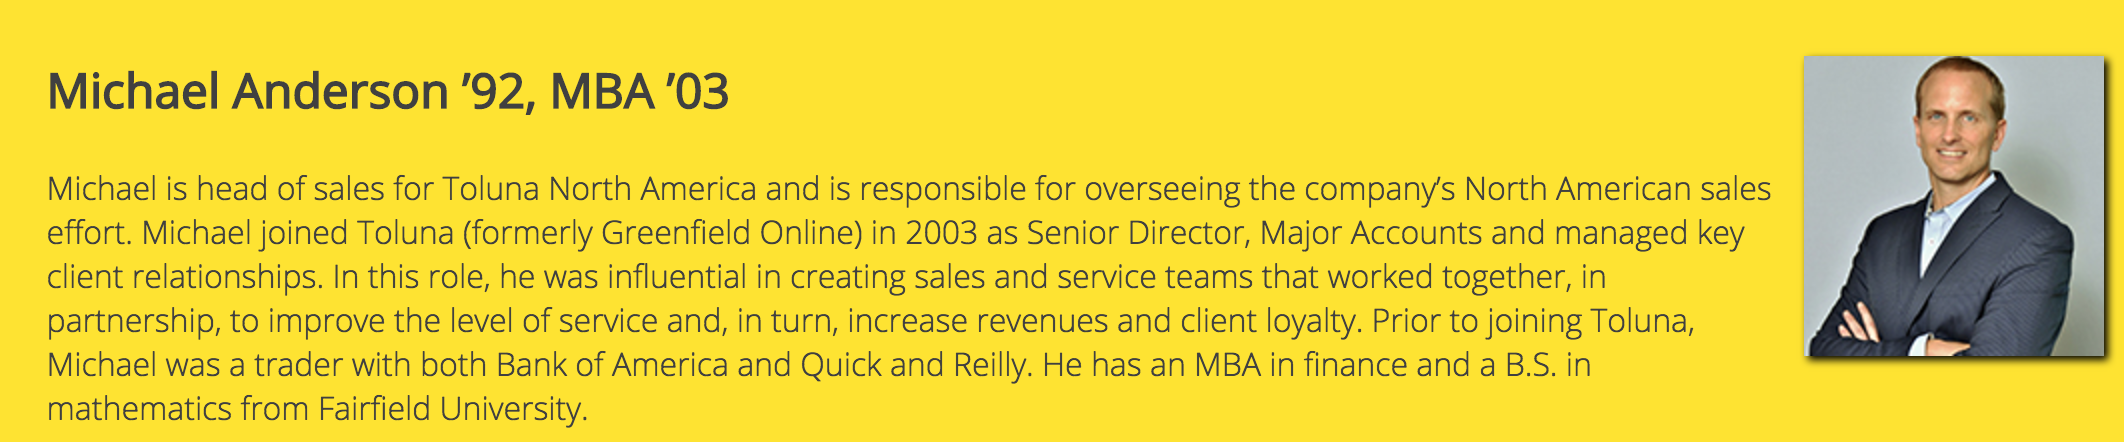 Michael Anderson ’92, MBA ’03
Michael is head of sales for Toluna North America and is responsible for overseeing the company’s North American sales
effort. Michael joined Toluna (formerly Greenfield Online) in 2003 as Senior Director, Major Accounts and managed key
client relationships. In this role, he was influential in creating sales and service teams that worked together, in
partnership, to improve the level of service and, in turn, increase revenues and client loyalty. Prior to joining Toluna,
Michael was a trader with both Bank of America and Quick and Reilly. He has an MBA in finance and a B.S. in
mathematics from Fairfield University.